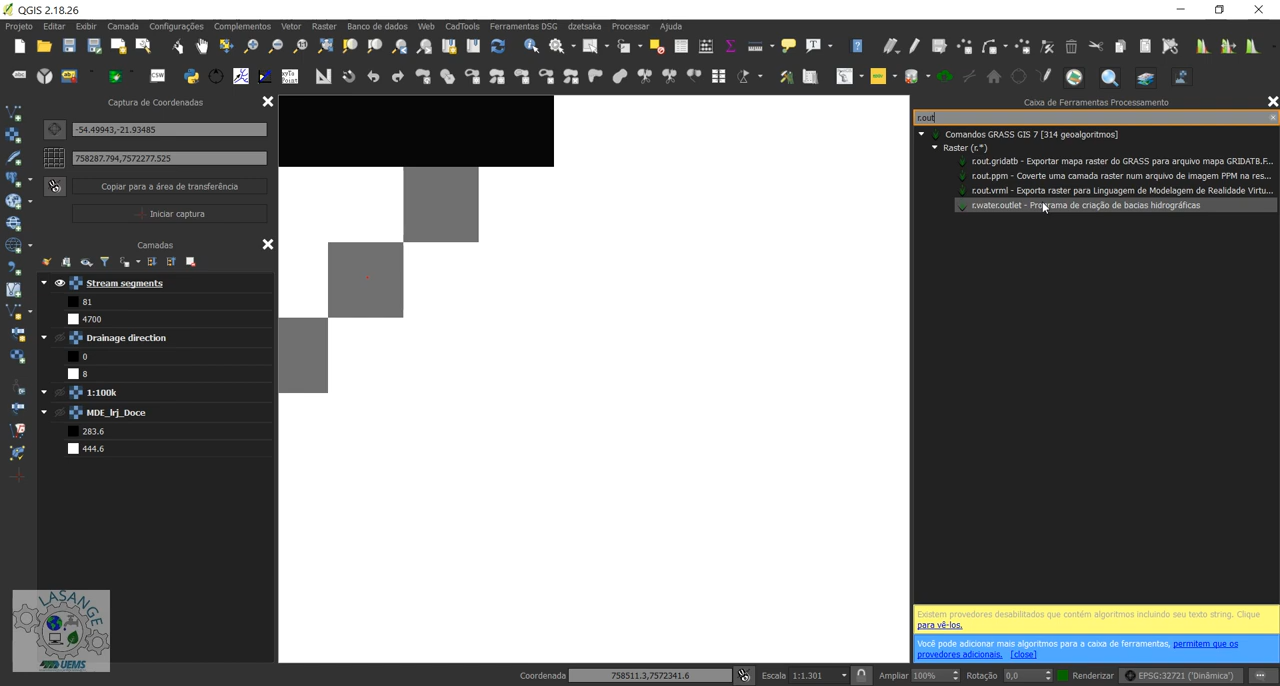 QGIS 2.18.26
Projeto Editar Exibir Camada Configurações Complementos Vetor Raster Banco de dados Web CadTools Ferramentas DSG dzetsaka Processar Ajuda
Captura de Coordenadas
-54.49943,-21.93485
758287.794,7572277.525
Copiar para a área de transferência
Iniciar captura
Camadas
Stream segments
81
4700
Drainage direction
0
8
1:100k
MDE_lrj_Doce
283.6
444.6
LASANGE
UEMS
Caixa de Ferramentas Processamento
r.out
Comandos GRASS GIS 7 [314 geoalgoritmos]
Raster (r.*)
r.out.gridatb - Exportar mapa raster do GRASS para arquivo mapa GRIDATB.F...
r.out.ppm - Coverte uma camada raster num arquivo de imagem PPM na res...
r.out.vrml - Exporta raster para Linguagem de Modelagem de Realidade Virtu...
r.water.outlet - Programa de criação de bacias hidrográficas
Existem provedores desabilitados que contém algoritmos incluindo seu texto string. Clique
para vê-los.
Você pode adicionar mais algoritmos para a caixa de ferramentas, permitem que os
provedores adicionais. [close]
Coordenada 758511.3,7572341.6 Escala 1:1.301 Ampliar 100% Rotação 0,0 Renderizar EPSG:32721 ('Dinâmica')